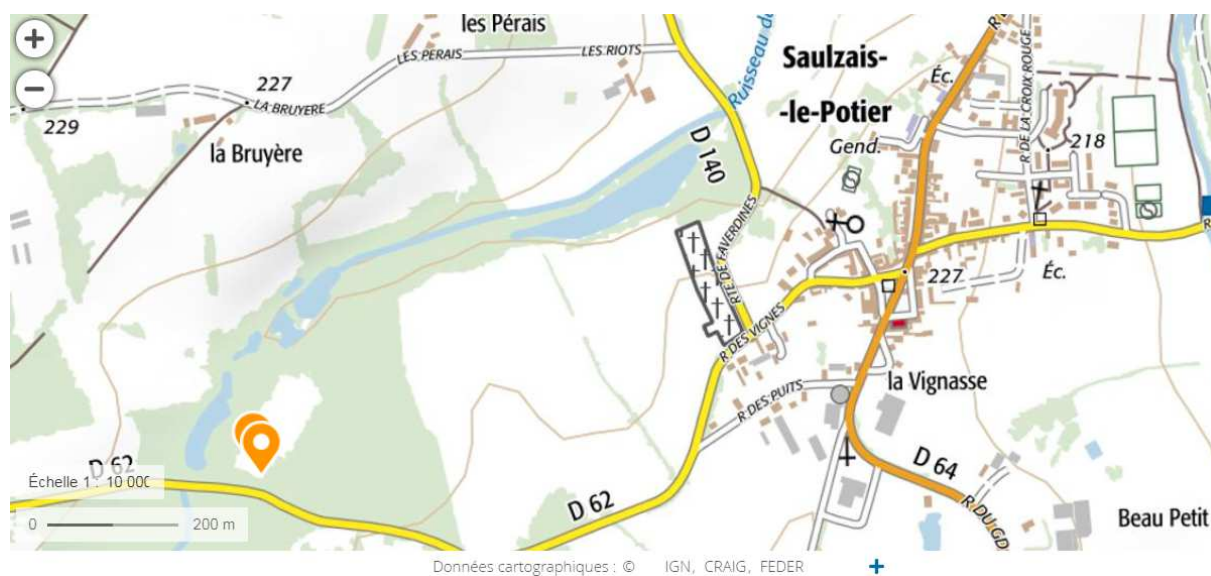 +
−
les Pérais
LES PERAIS
LES RIOTS
227
LA BRUYERE
229
la Bruyère
D 140
Saulzais-
-le-Potier
Éc.
Gend.
R DE LA CROIX ROUGE
218
RTE DE FAVERDINES
R DES VIGNES
227
Éc.
R DES PUITS
la Vignasse
D 62
D 62
D 64
R DU GD
Beau Petit
Échelle 1 : 10 000
0 200 m
Données cartographiques : © IGN, CRAIG, FEDER +